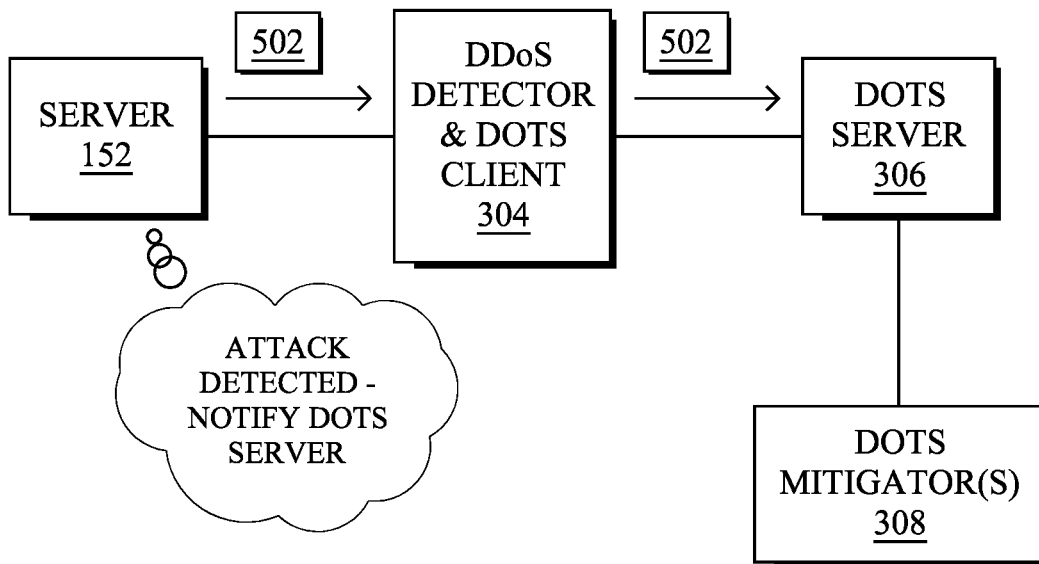 502
502
SERVER
152
DDoS
DETECTOR
& DOTS
CLIENT
304
DOTS
SERVER
306
ATTACK
DETECTED -
NOTIFY DOTS
SERVER
DOTS
MITIGATOR(S)
308